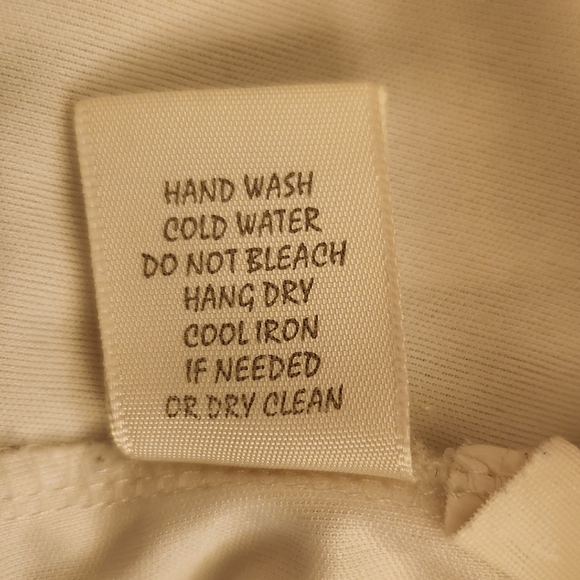 HAND WASH
COLD WATER
DO NOT BLEACH
HANG DRY
COOL IRON
IF NEEDED
OR DRY CLEAN